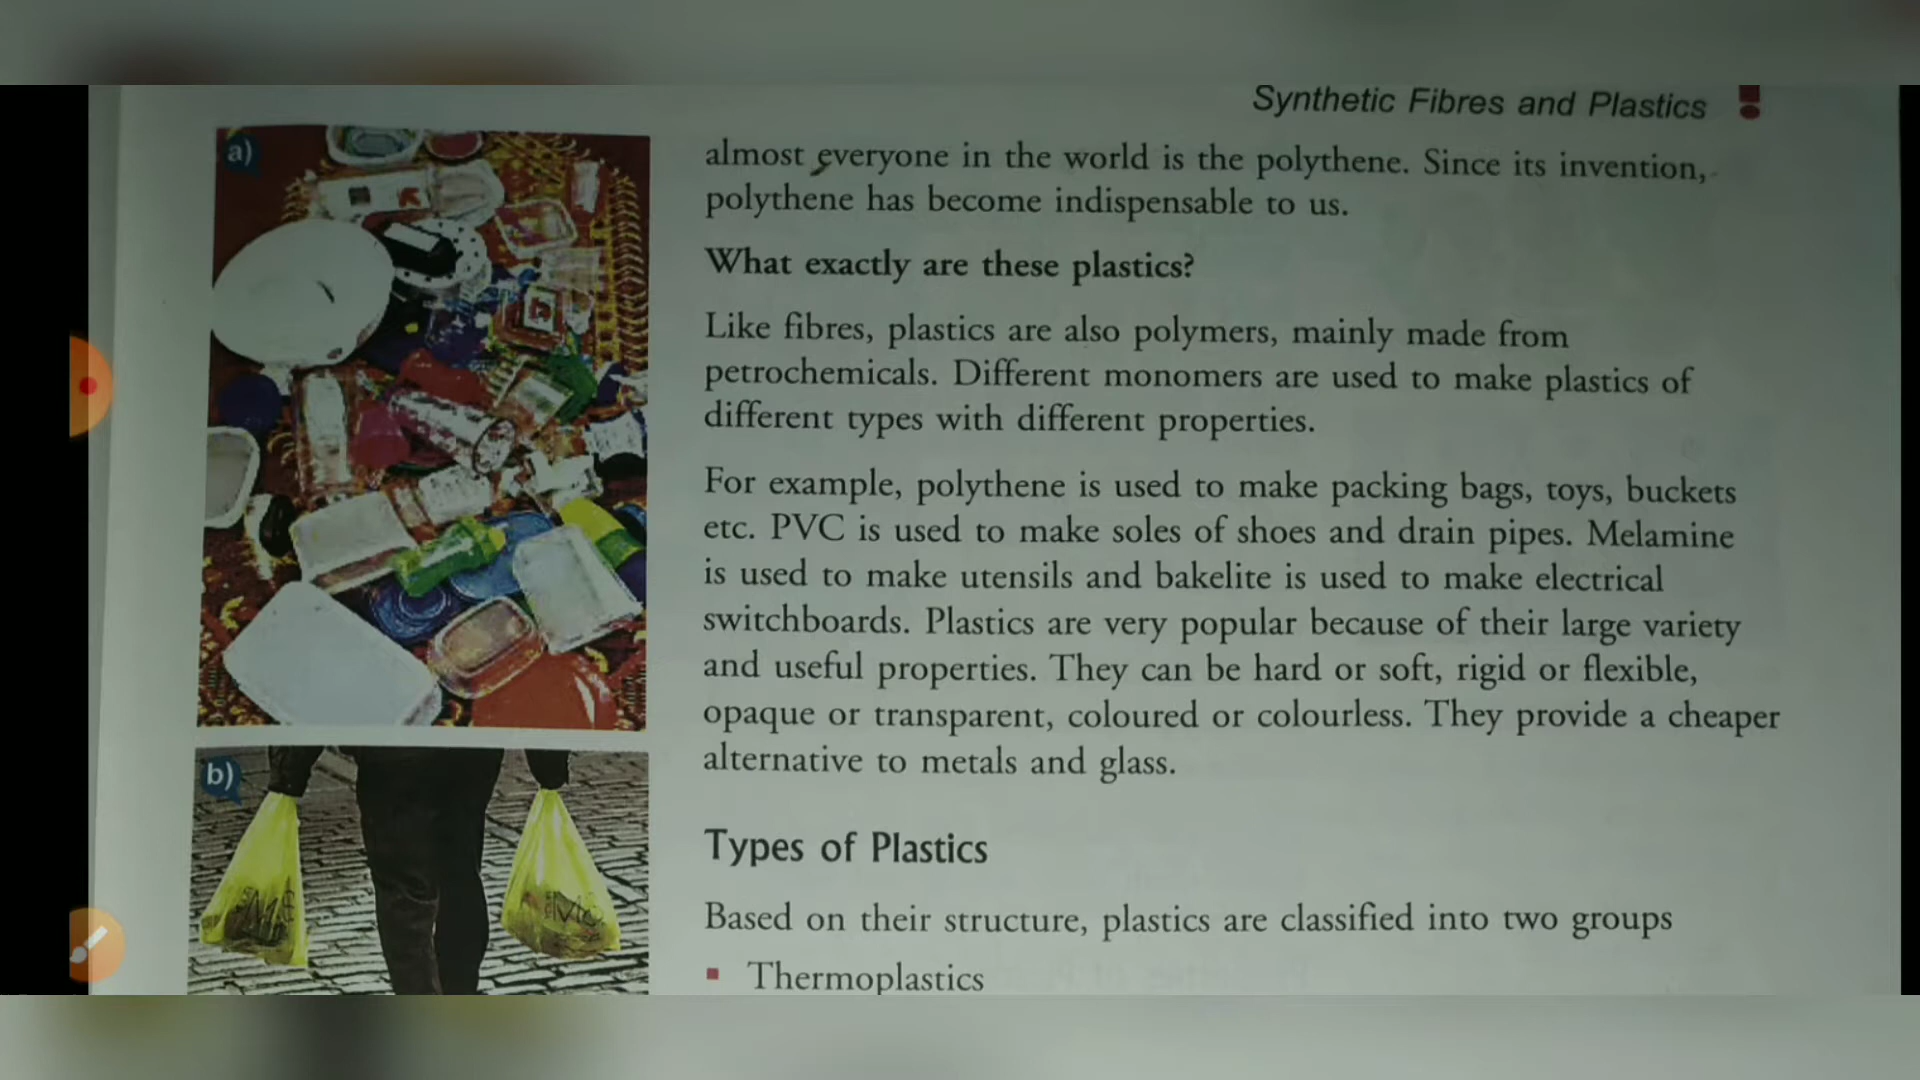 Synthetic Fibres and Plastics
a)
almost everyone in the world is the polythene. Since its invention,
polythene has become indispensable to us.
What exactly are these plastics?
Like fibres, plastics are also polymers, mainly made from
petrochemicals. Different monomers are used to make plastics of
different types with different properties.
For example, polythene is used to make packing bags, toys, buckets
etc. PVC is used to make soles of shoes and drain pipes. Melamine
is used to make utensils and bakelite is used to make electrical
switchboards. Plastics are very popular because of their large variety
and useful properties. They can be hard or soft, rigid or flexible,
opaque or transparent, coloured or colourless. They provide a cheaper
alternative to metals and glass.
b)
Types of Plastics
Based on their structure, plastics are classified into two groups
▪ Thermoplastics